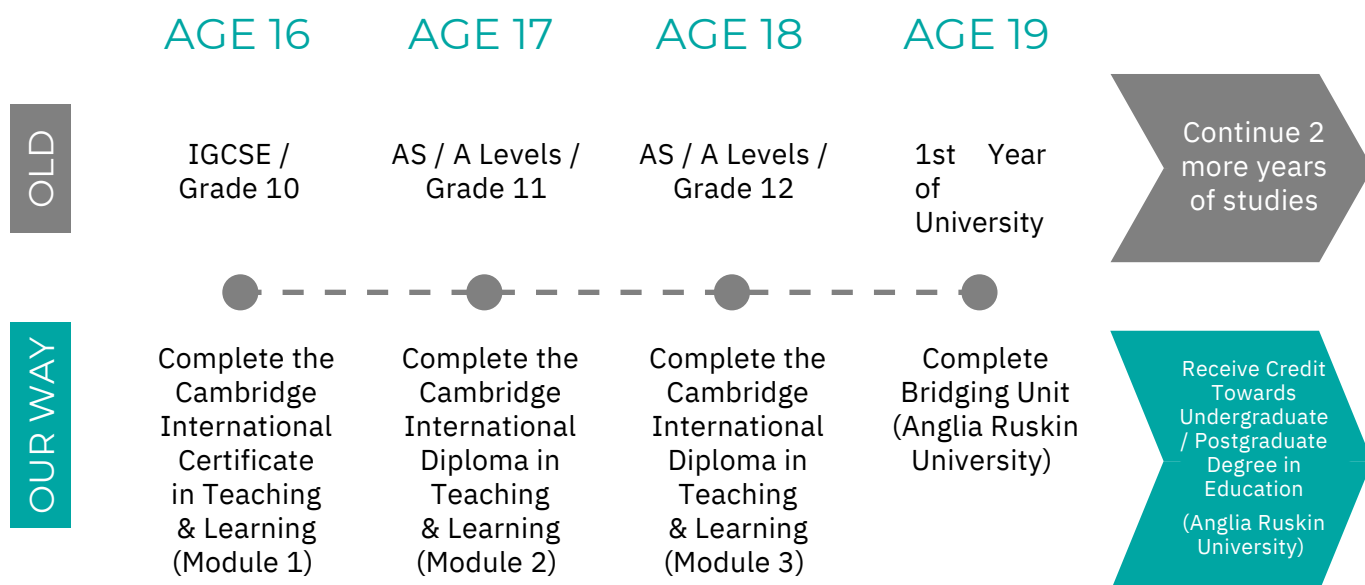 AGE 16
AGE 17
AGE 18
AGE 19
OLD
IGCSE /
Grade 10
AS / A Levels /
Grade 11
AS / A Levels /
Grade 12
1st Year
of
University
Continue 2
more years
of studies
OUR WAY
Complete the
Cambridge
International
Certificate
in Teaching
& Learning
(Module 1)
Complete the
Cambridge
International
Diploma in
Teaching
& Learning
(Module 2)
Complete the
Cambridge
International
Diploma in
Teaching
& Learning
(Module 3)
Complete
Bridging Unit
(Anglia Ruskin
University)
Receive Credit
Towards
Undergraduate
/ Postgraduate
Degree in
Education
(Anglia Ruskin
University)